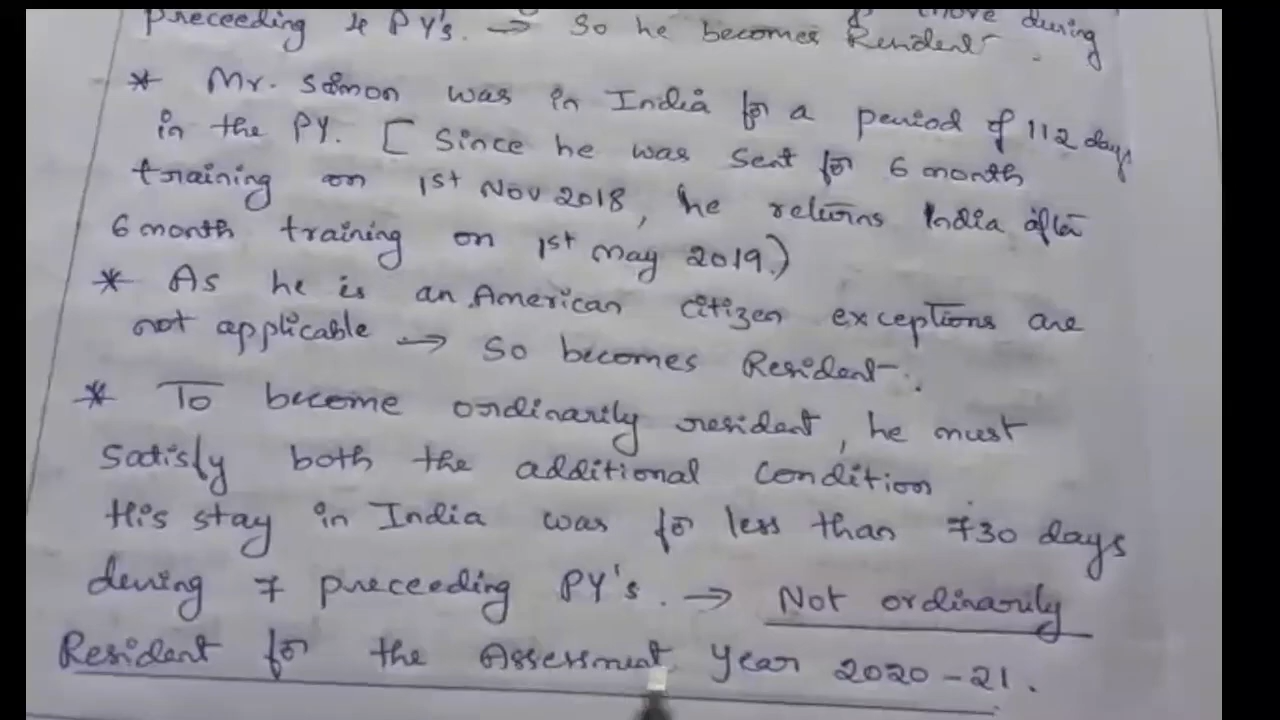 preceeding 4 PY's. → So he becomes Resident.
* Mr. Simon was in India for a period of 112 days
in the PY. [ Since he was sent for 6 month
training on 1st Nov 2018, he returns India after
6 month training on 1st may 2019.)
* As he is an American citizen exceptions are
not applicable → So becomes Resident.
* To become ordinarily resident, he must
satisfy both the additional condition.
His stay in India was for less than 730 days
during 7 preceeding PY's. → Not ordinarily
Resident for the Assessment Year 2020-21.